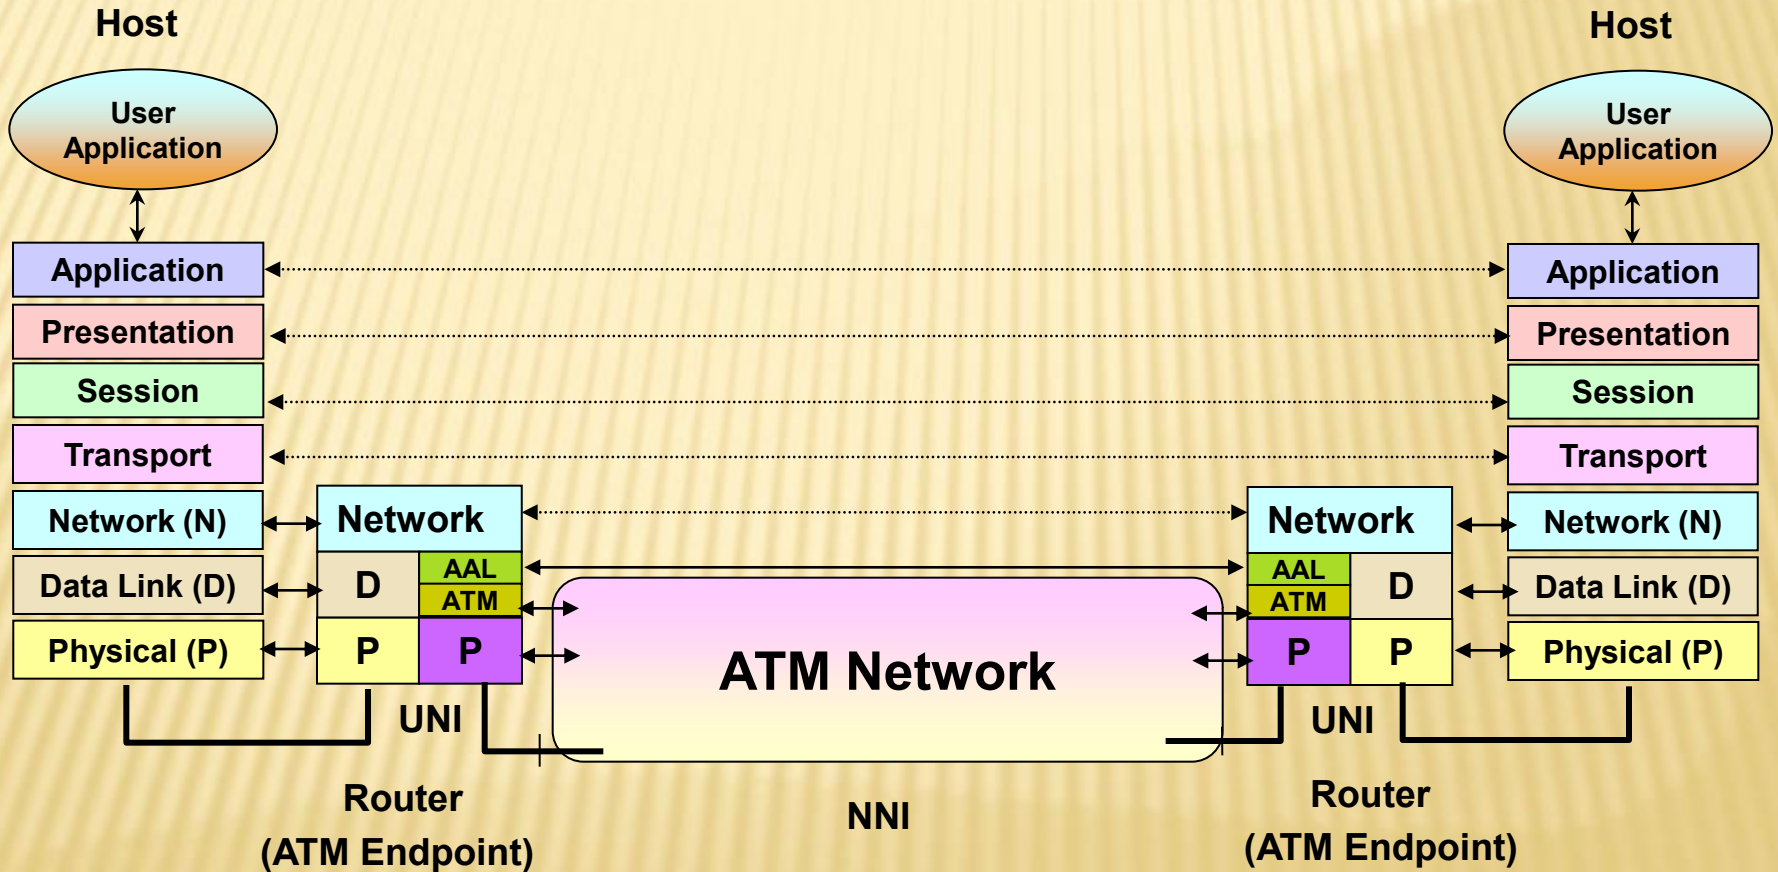 Host
Host
User
Application
User
Application
Application
Application
Presentation
Presentation
Session
Session
Transport
Transport
Network (N)
Network
Network
Network (N)
Data Link (D)
D
AAL
ATM
AAL
ATM
D
Data Link (D)
Physical (P)
P
P
ATM Network
P
P
Physical (P)
UNI
UNI
Router
(ATM Endpoint)
NNI
Router
(ATM Endpoint)